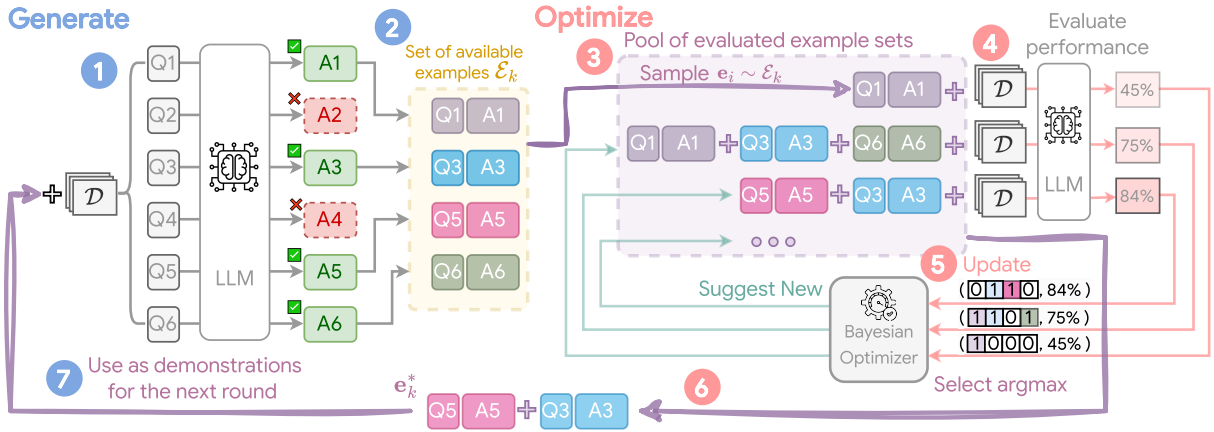 Generate
Optimize
1
Q1
Q2
Q3
Q4
Q5
Q6
LLM
A1
A2
A3
A4
A5
A6
+ 𝒟
2
Set of available
examples ℰₖ
Q1 A1
Q3 A3
Q5 A5
Q6 A6
3
Pool of evaluated example sets
Sample eᵢ ∼ ℰₖ
Q1 A1 + 𝒟
Q1 A1 + Q3 A3 + Q6 A6 + 𝒟
Q5 A5 + Q3 A3 + 𝒟
4
Evaluate
performance
LLM
45%
75%
84%
5
Update
( 0 1 1 0 , 84% )
( 1 1 0 1 , 75% )
( 1 0 0 0 , 45% )
Suggest New
Bayesian
Optimizer
Select argmax
6
e*ₖ
Q5 A5 + Q3 A3
7
Use as demonstrations
for the next round